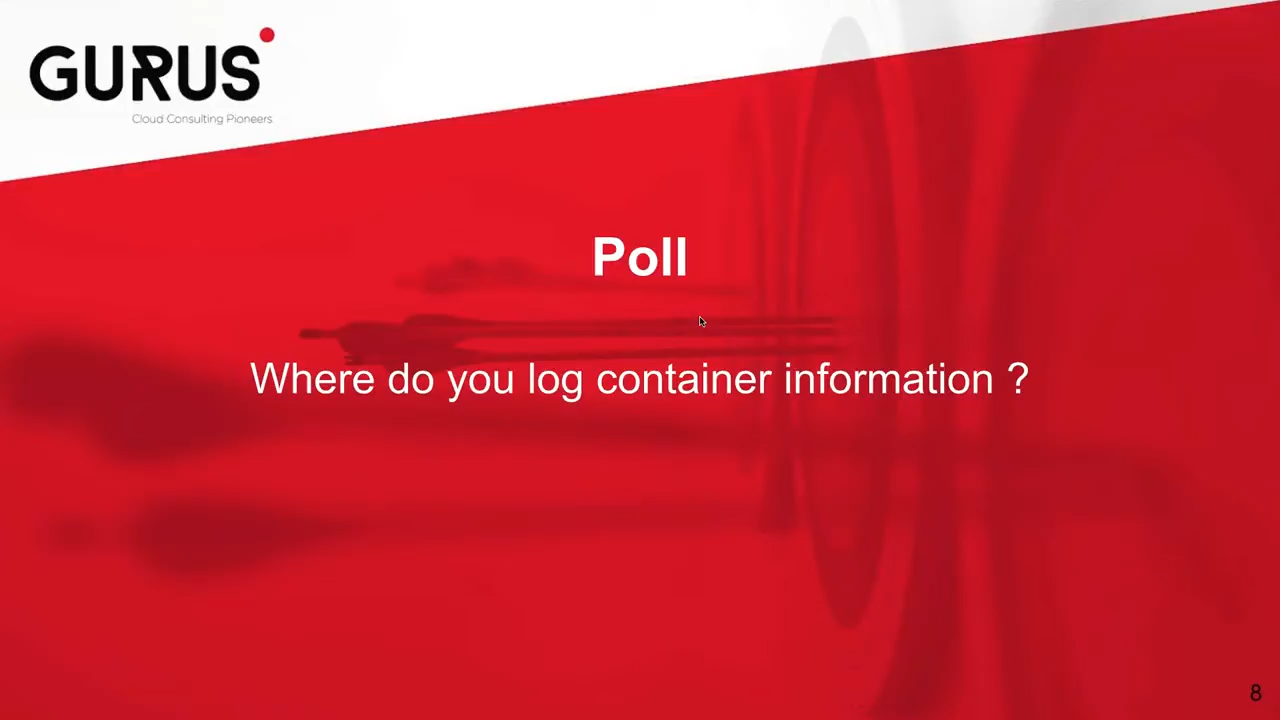 GURUS
Cloud Consulting Pioneers
Poll
Where do you log container information ?
8